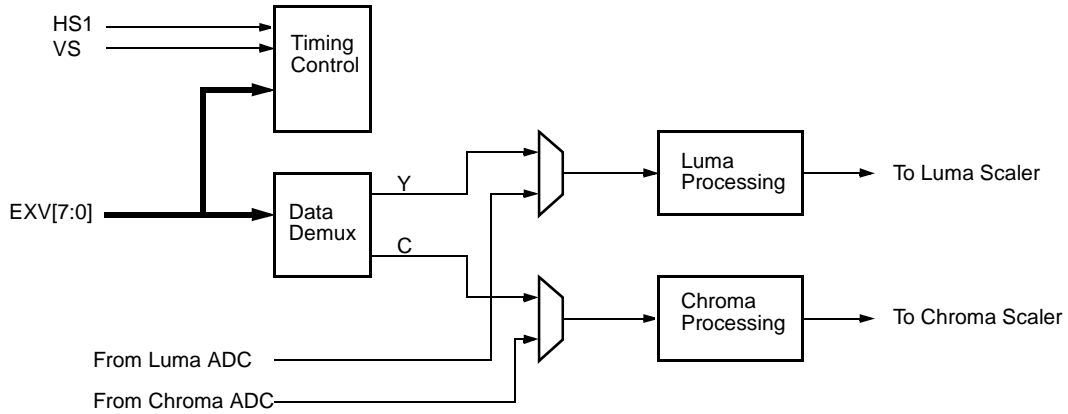 HS1
VS
Timing
Control
EXV[7:0]
Data
Demux
Y
C
Luma
Processing
To Luma Scaler
Chroma
Processing
To Chroma Scaler
From Luma ADC
From Chroma ADC